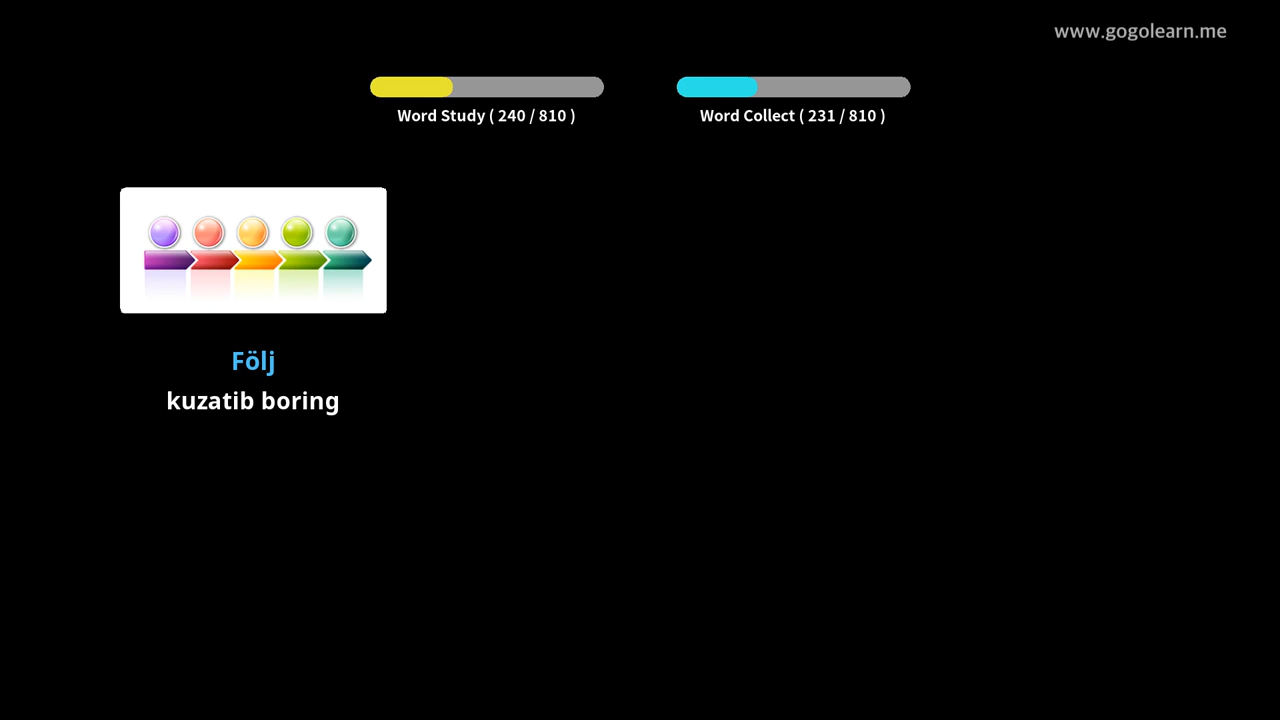 www.gogolearn.me
Word Study ( 240 / 810 )
Word Collect ( 231 / 810 )
Följ
kuzatib boring